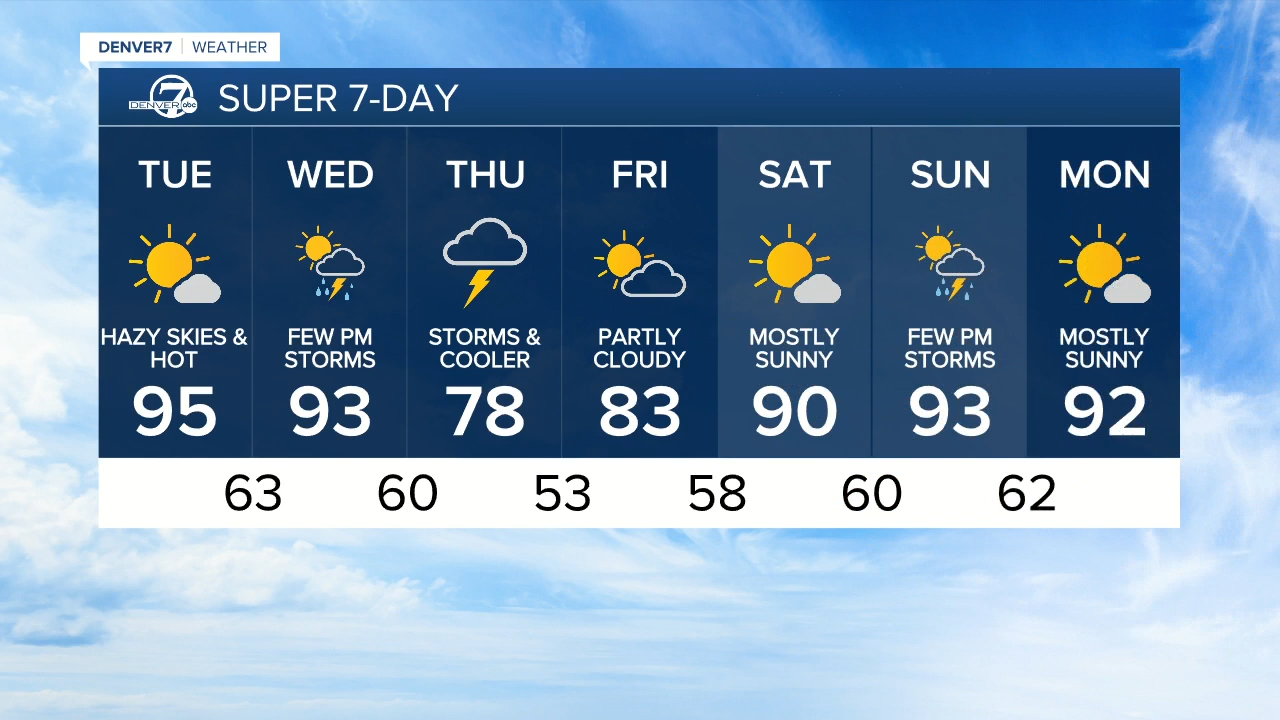 DENVER7 | WEATHER
7
DENVER abc
SUPER 7-DAY
TUE WED THU FRI SAT SUN MON
HAZY SKIES & FEW PM STORMS & PARTLY MOSTLY FEW PM MOSTLY
HOT STORMS COOLER CLOUDY SUNNY STORMS SUNNY
95 93 78 83 90 93 92
63 60 53 58 60 62